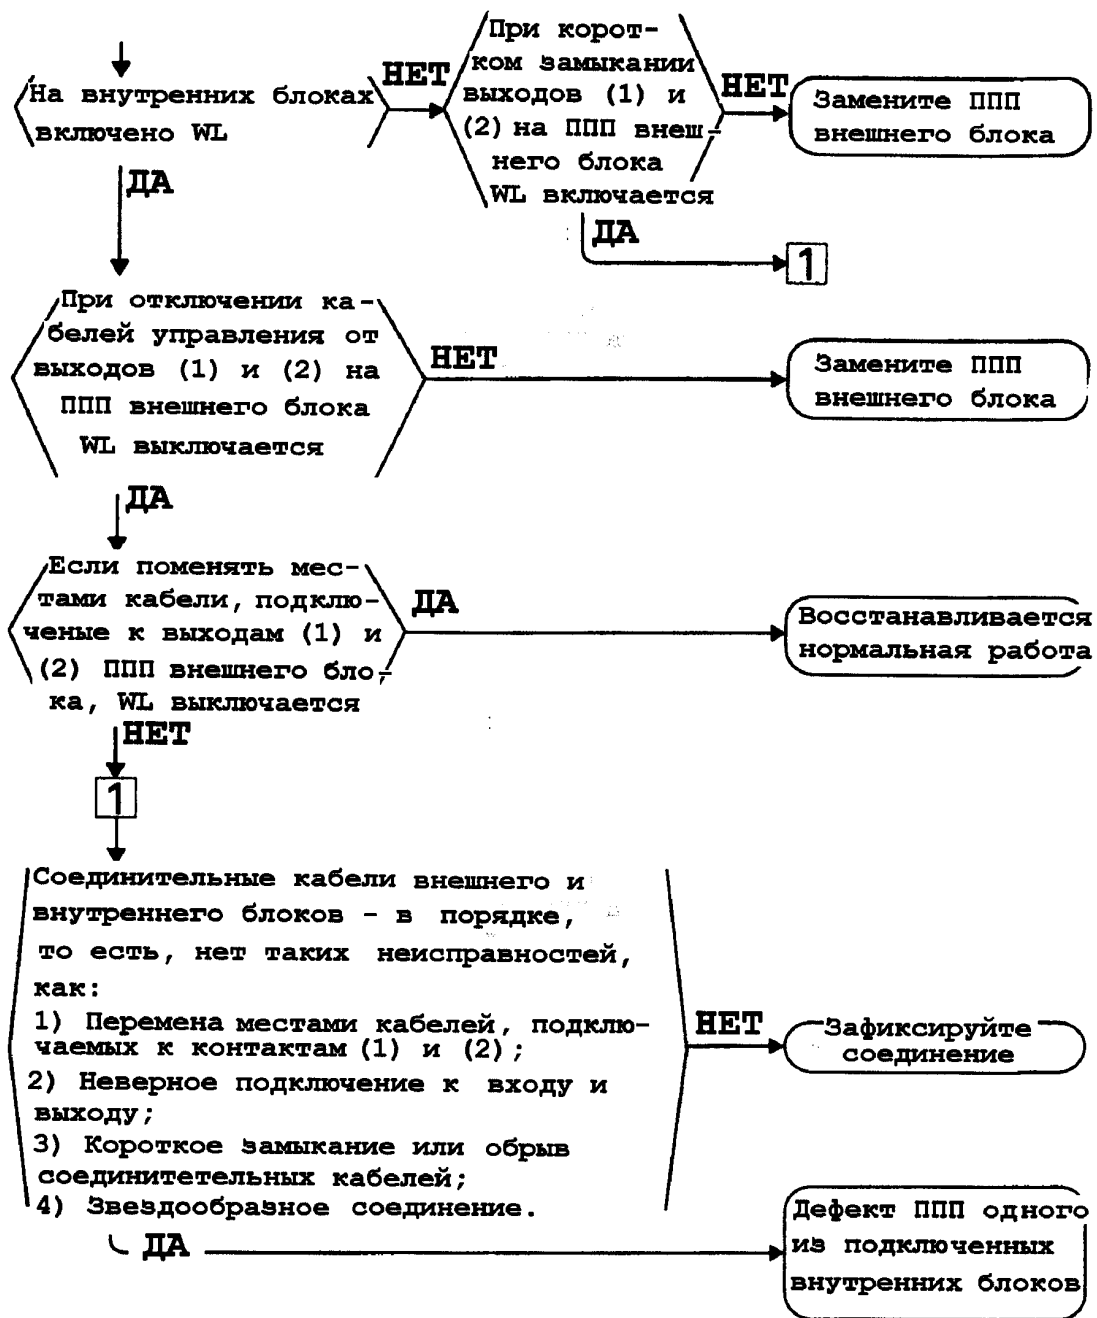 На внутренних блоках
включено WL
НЕТ
При корот-
ком замыкании
выходов (1) и
(2) на ППП внеш-
него блока
WL включается
НЕТ
Замените ППП
внешнего блока
ДА
ДА
1
При отключении ка-
белей управления от
выходов (1) и (2) на
ППП внешнего блока
WL выключается
НЕТ
Замените ППП
внешнего блока
ДА
Если поменять мес-
тами кабели, подклю-
ченые к выходам (1) и
(2) ППП внешнего бло-
ка, WL выключается
ДА
Восстанавливается
нормальная работа
НЕТ
1
Соединительные кабели внешнего и
внутреннего блоков - в порядке,
то есть, нет таких неисправностей,
как:
1) Перемена местами кабелей, подклю-
чаемых к контактам (1) и (2);
2) Неверное подключение к входу и
выходу;
3) Короткое замыкание или обрыв
соединитетельных кабелей;
4) Звездообразное соединение.
НЕТ
Зафиксируйте
соединение
ДА
Дефект ППП одного
из подключенных
внутренних блоков